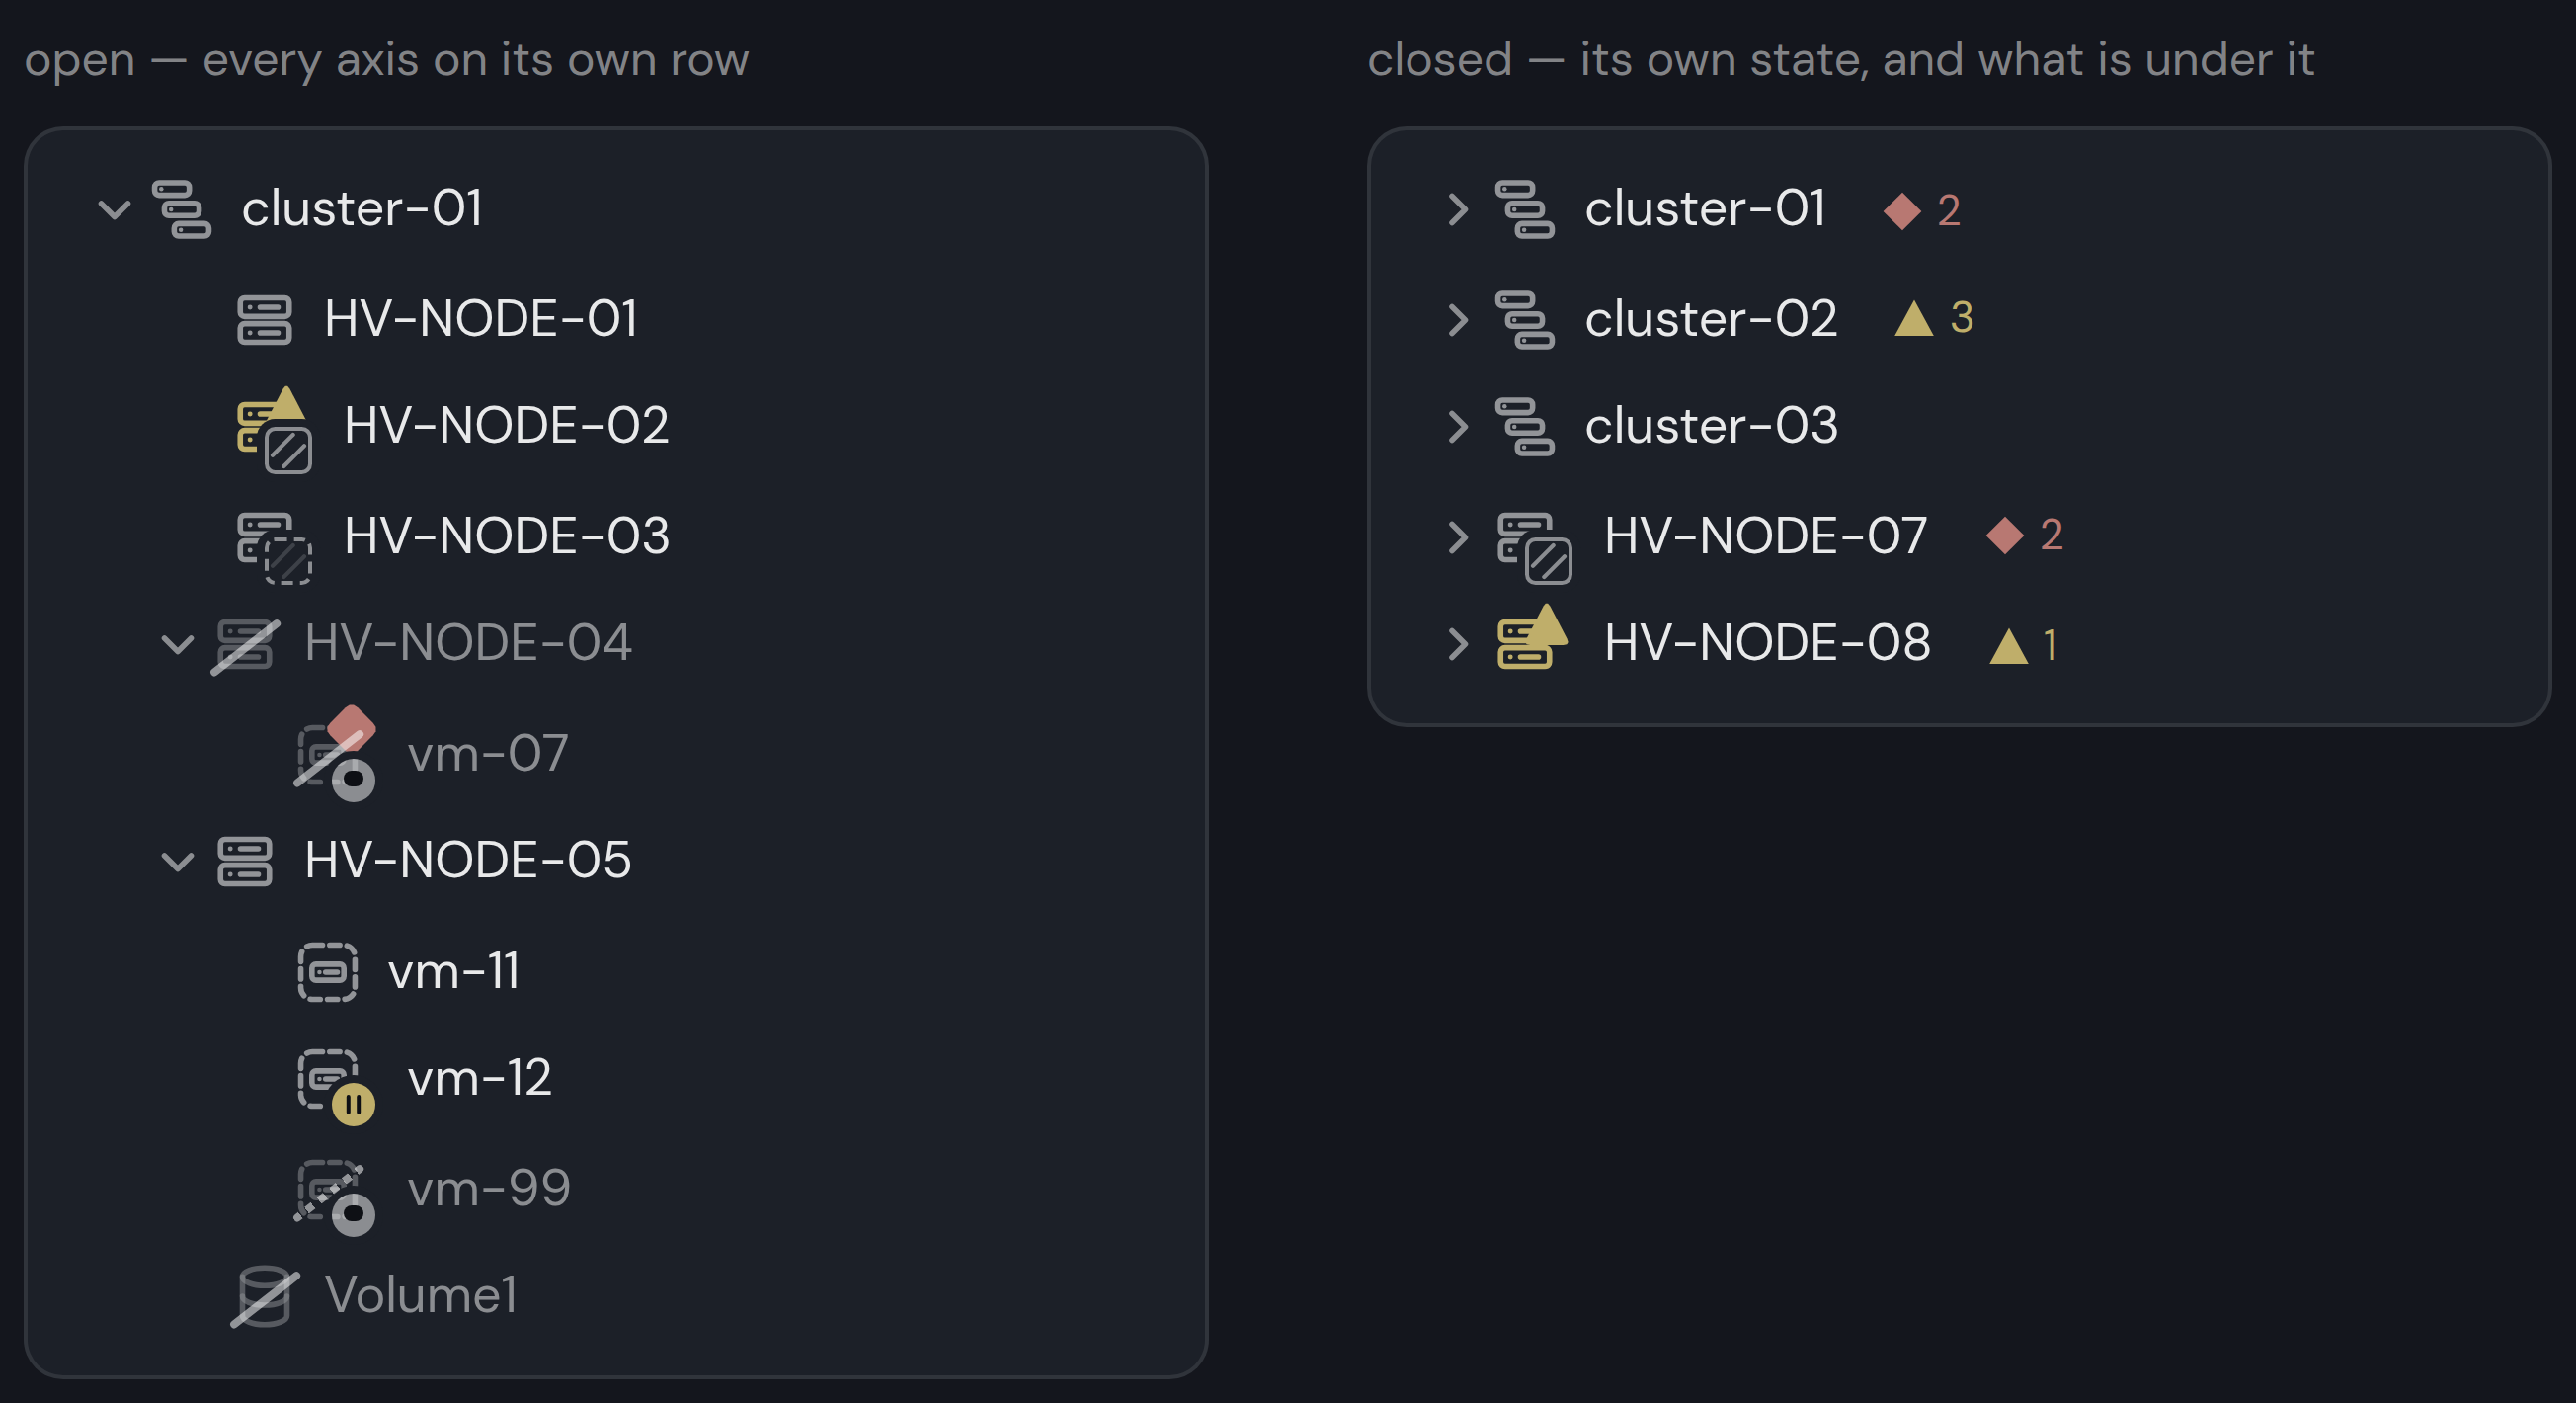 open — every axis on its own row
cluster-01
HV-NODE-01
HV-NODE-02
HV-NODE-03
HV-NODE-04
vm-07
HV-NODE-05
vm-11
vm-12
vm-99
Volume1
closed — its own state, and what is under it
cluster-01 2
cluster-02 3
cluster-03
HV-NODE-07 2
HV-NODE-08 1